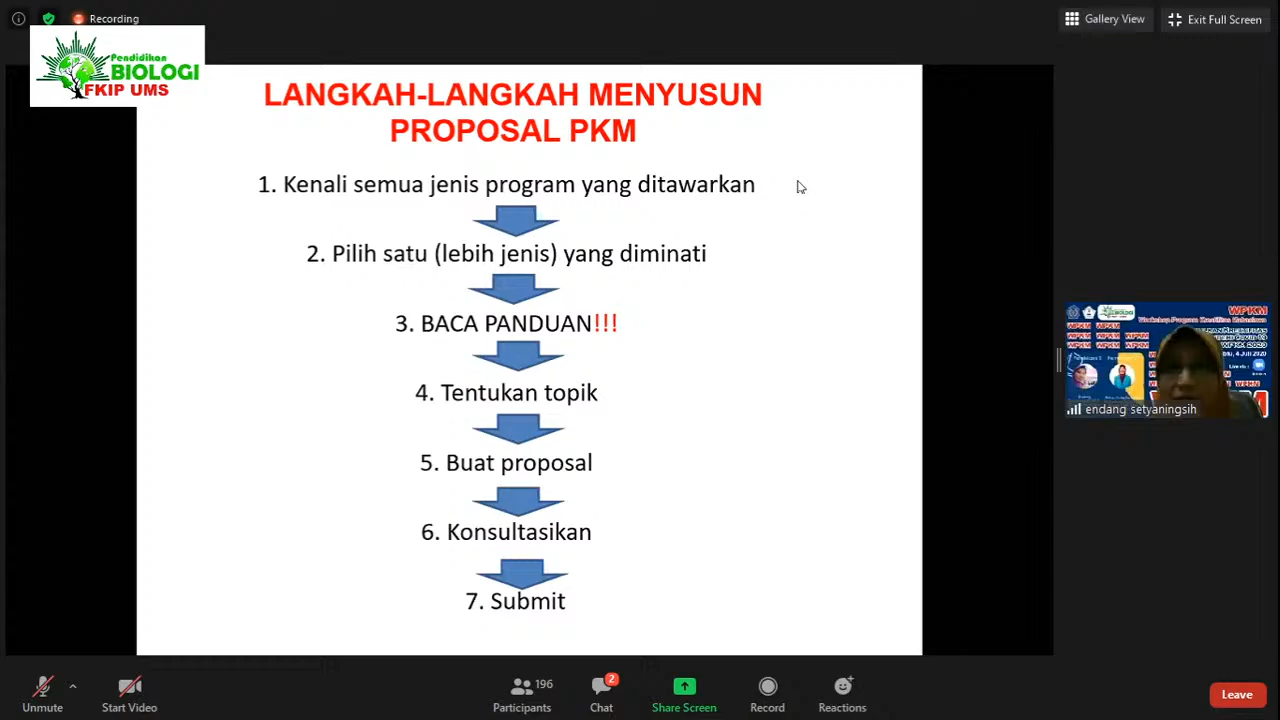 Recording
Gallery View
Exit Full Screen
Pendidikan
BIOLOGI
FKIP UMS
LANGKAH-LANGKAH MENYUSUN
PROPOSAL PKM
1. Kenali semua jenis program yang ditawarkan
2. Pilih satu (lebih jenis) yang diminati
3. BACA PANDUAN!!!
4. Tentukan topik
5. Buat proposal
6. Konsultasikan
7. Submit
WPKM
endang setyaningsih
Unmute
Start Video
196
Participants
2
Chat
Share Screen
Record
Reactions
Leave